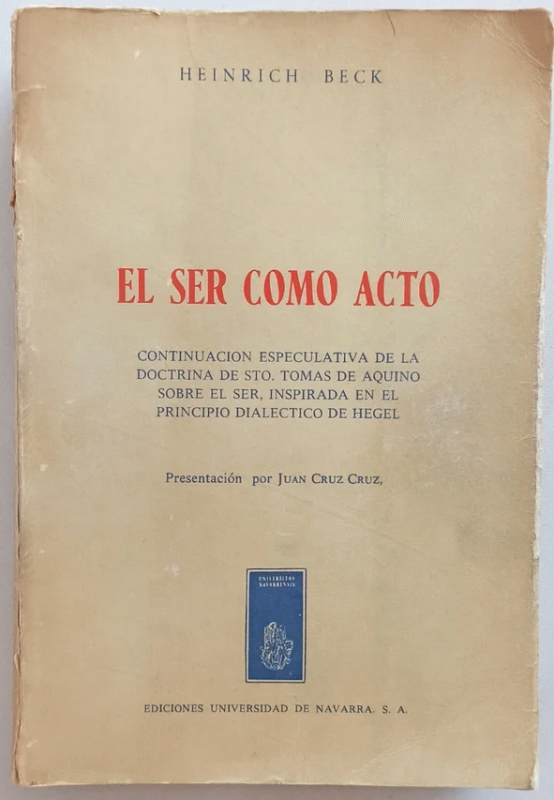 HEINRICH BECK
EL SER COMO ACTO
CONTINUACION ESPECULATIVA DE LA
DOCTRINA DE STO. TOMAS DE AQUINO
SOBRE EL SER, INSPIRADA EN EL
PRINCIPIO DIALECTICO DE HEGEL
Presentación por JUAN CRUZ CRUZ,
UNIVERSITAS
NAVARRENSIS
EDICIONES UNIVERSIDAD DE NAVARRA. S. A.